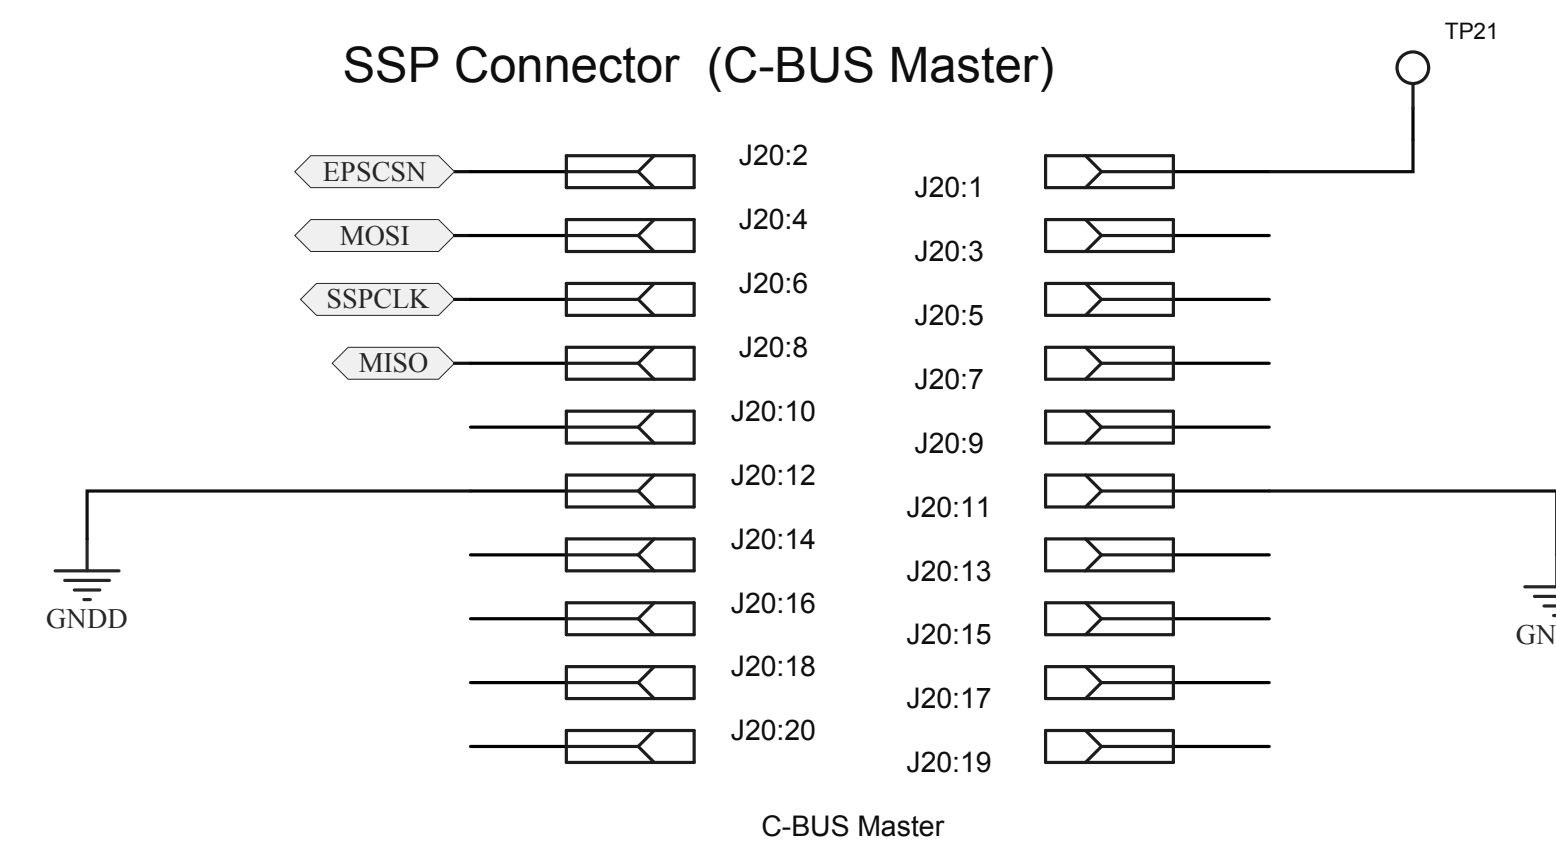 TP21
SSP Connector (C-BUS Master)
EPSCSN
J20:2
J20:1
MOSI
J20:4
J20:3
SSPCLK
J20:6
J20:5
MISO
J20:8
J20:7
J20:10
J20:9
J20:12
J20:11
J20:14
J20:13
GNDD
J20:16
J20:15
GN
J20:18
J20:17
J20:20
J20:19
C-BUS Master